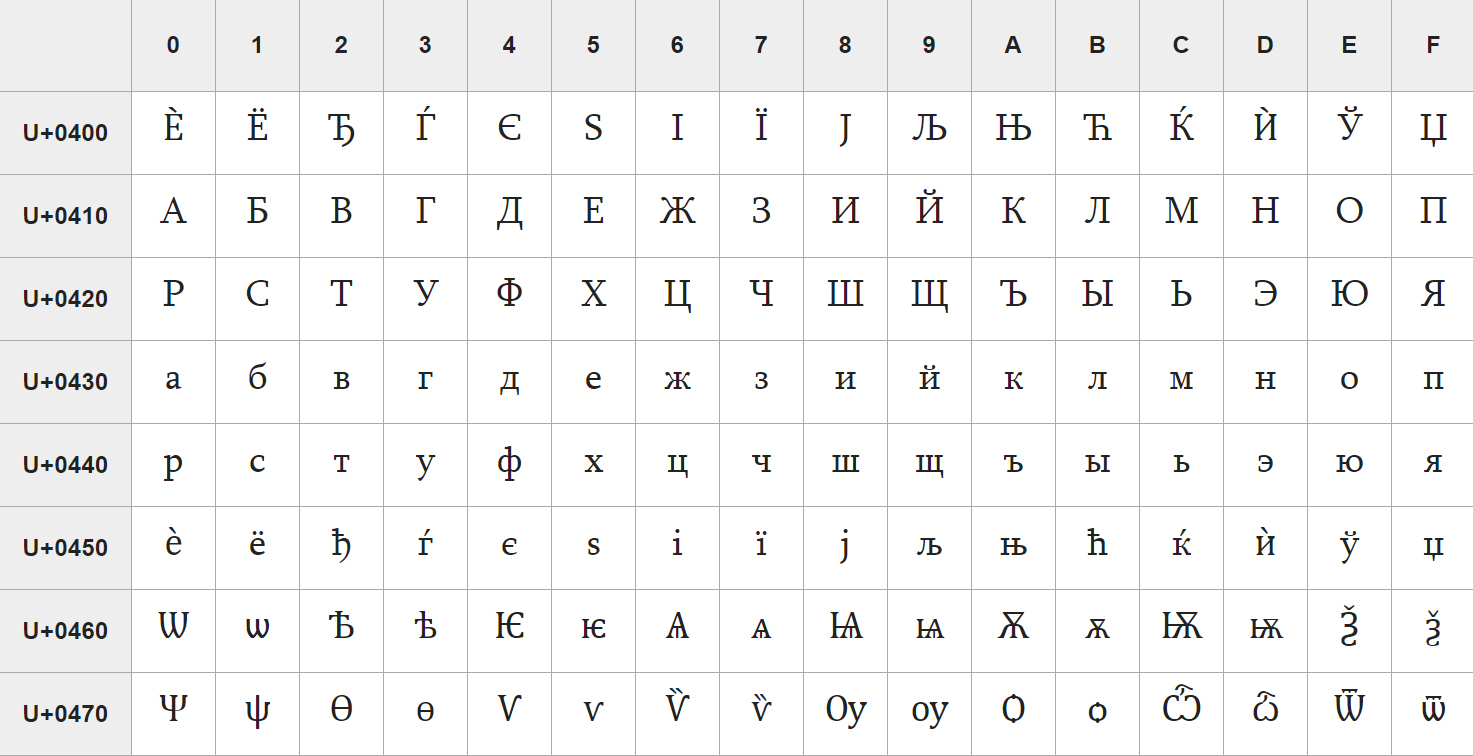 0 1 2 3 4 5 6 7 8 9 A B C D E F
U+0400 Ѐ Ё Ђ Ѓ Є Ѕ І Ї Ј Љ Њ Ћ Ќ Ѝ Ў Џ
U+0410 А Б В Г Д Е Ж З И Й К Л М Н О П
U+0420 Р С Т У Ф Х Ц Ч Ш Щ Ъ Ы Ь Э Ю Я
U+0430 а б в г д е ж з и й к л м н о п
U+0440 р с т у ф х ц ч ш щ ъ ы ь э ю я
U+0450 ѐ ё ђ ѓ є ѕ і ї ј љ њ ћ ќ ѝ ў џ
U+0460 Ѡ ѡ Ѣ ѣ Ѥ ѥ Ѧ ѧ Ѩ ѩ Ѫ ѫ Ѭ ѭ Ѯ ѯ
U+0470 Ѱ ѱ Ѳ ѳ Ѵ ѵ Ѷ ѷ Ѹ ѹ Ѻ ѻ Ѽ ѽ Ѿ ѿ